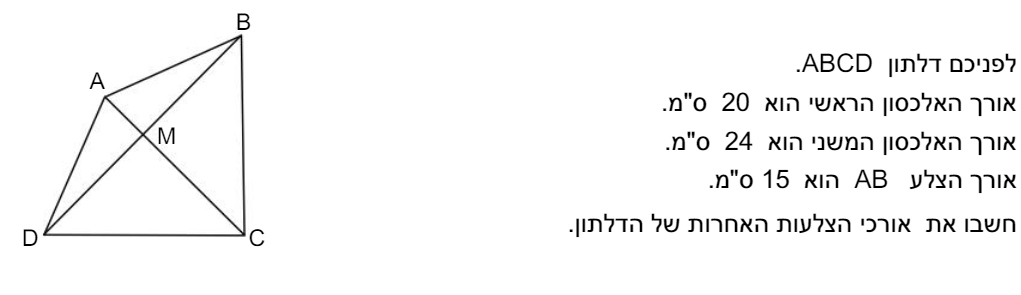 לפניכם דלתון ABCD.
אורך האלכסון הראשי הוא 20 ס"מ.
אורך האלכסון המשני הוא 24 ס"מ.
אורך הצלע AB הוא 15 ס"מ.
חשבו את אורכי הצלעות האחרות של הדלתון.
B
A
M
D
C